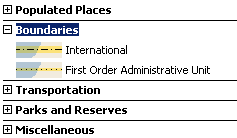 Populated Places
Boundaries
International
First Order Administrative Unit
Transportation
Parks and Reserves
Miscellaneous